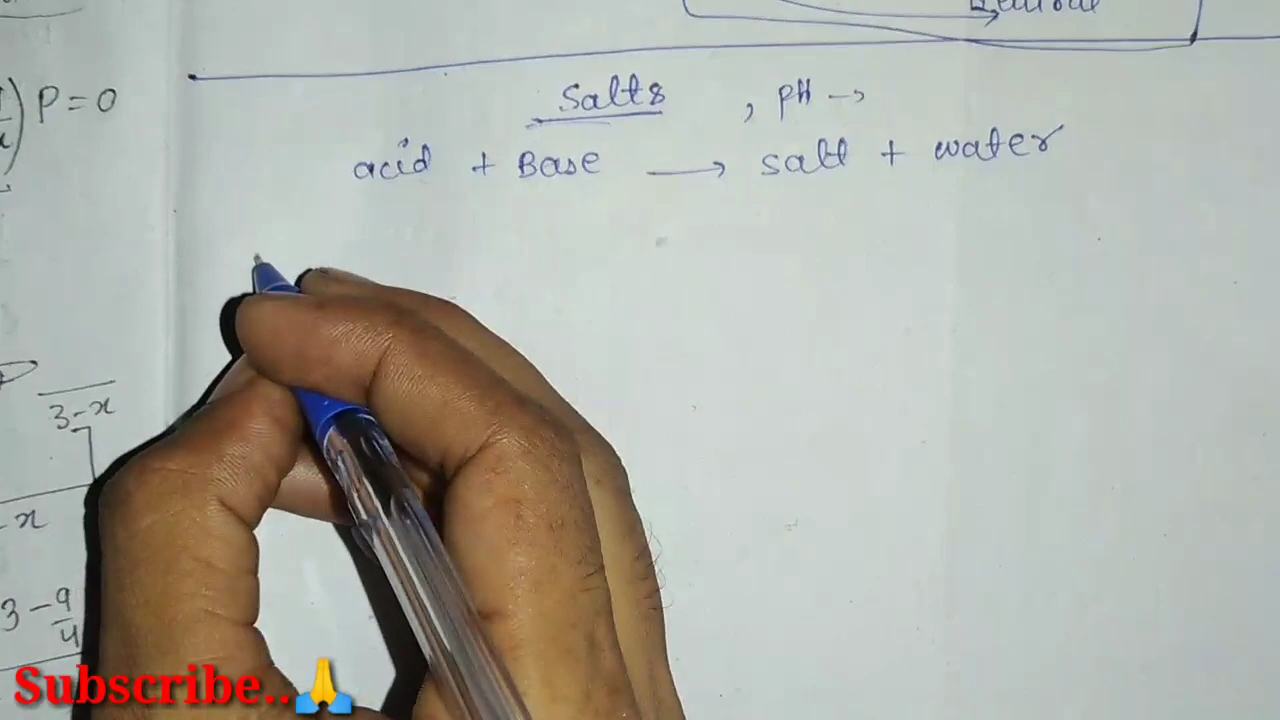 Salts , pH →
acid + Base → salt + water
) P = 0
3-x
- x
3 - 9/4
Subscribe..🙏